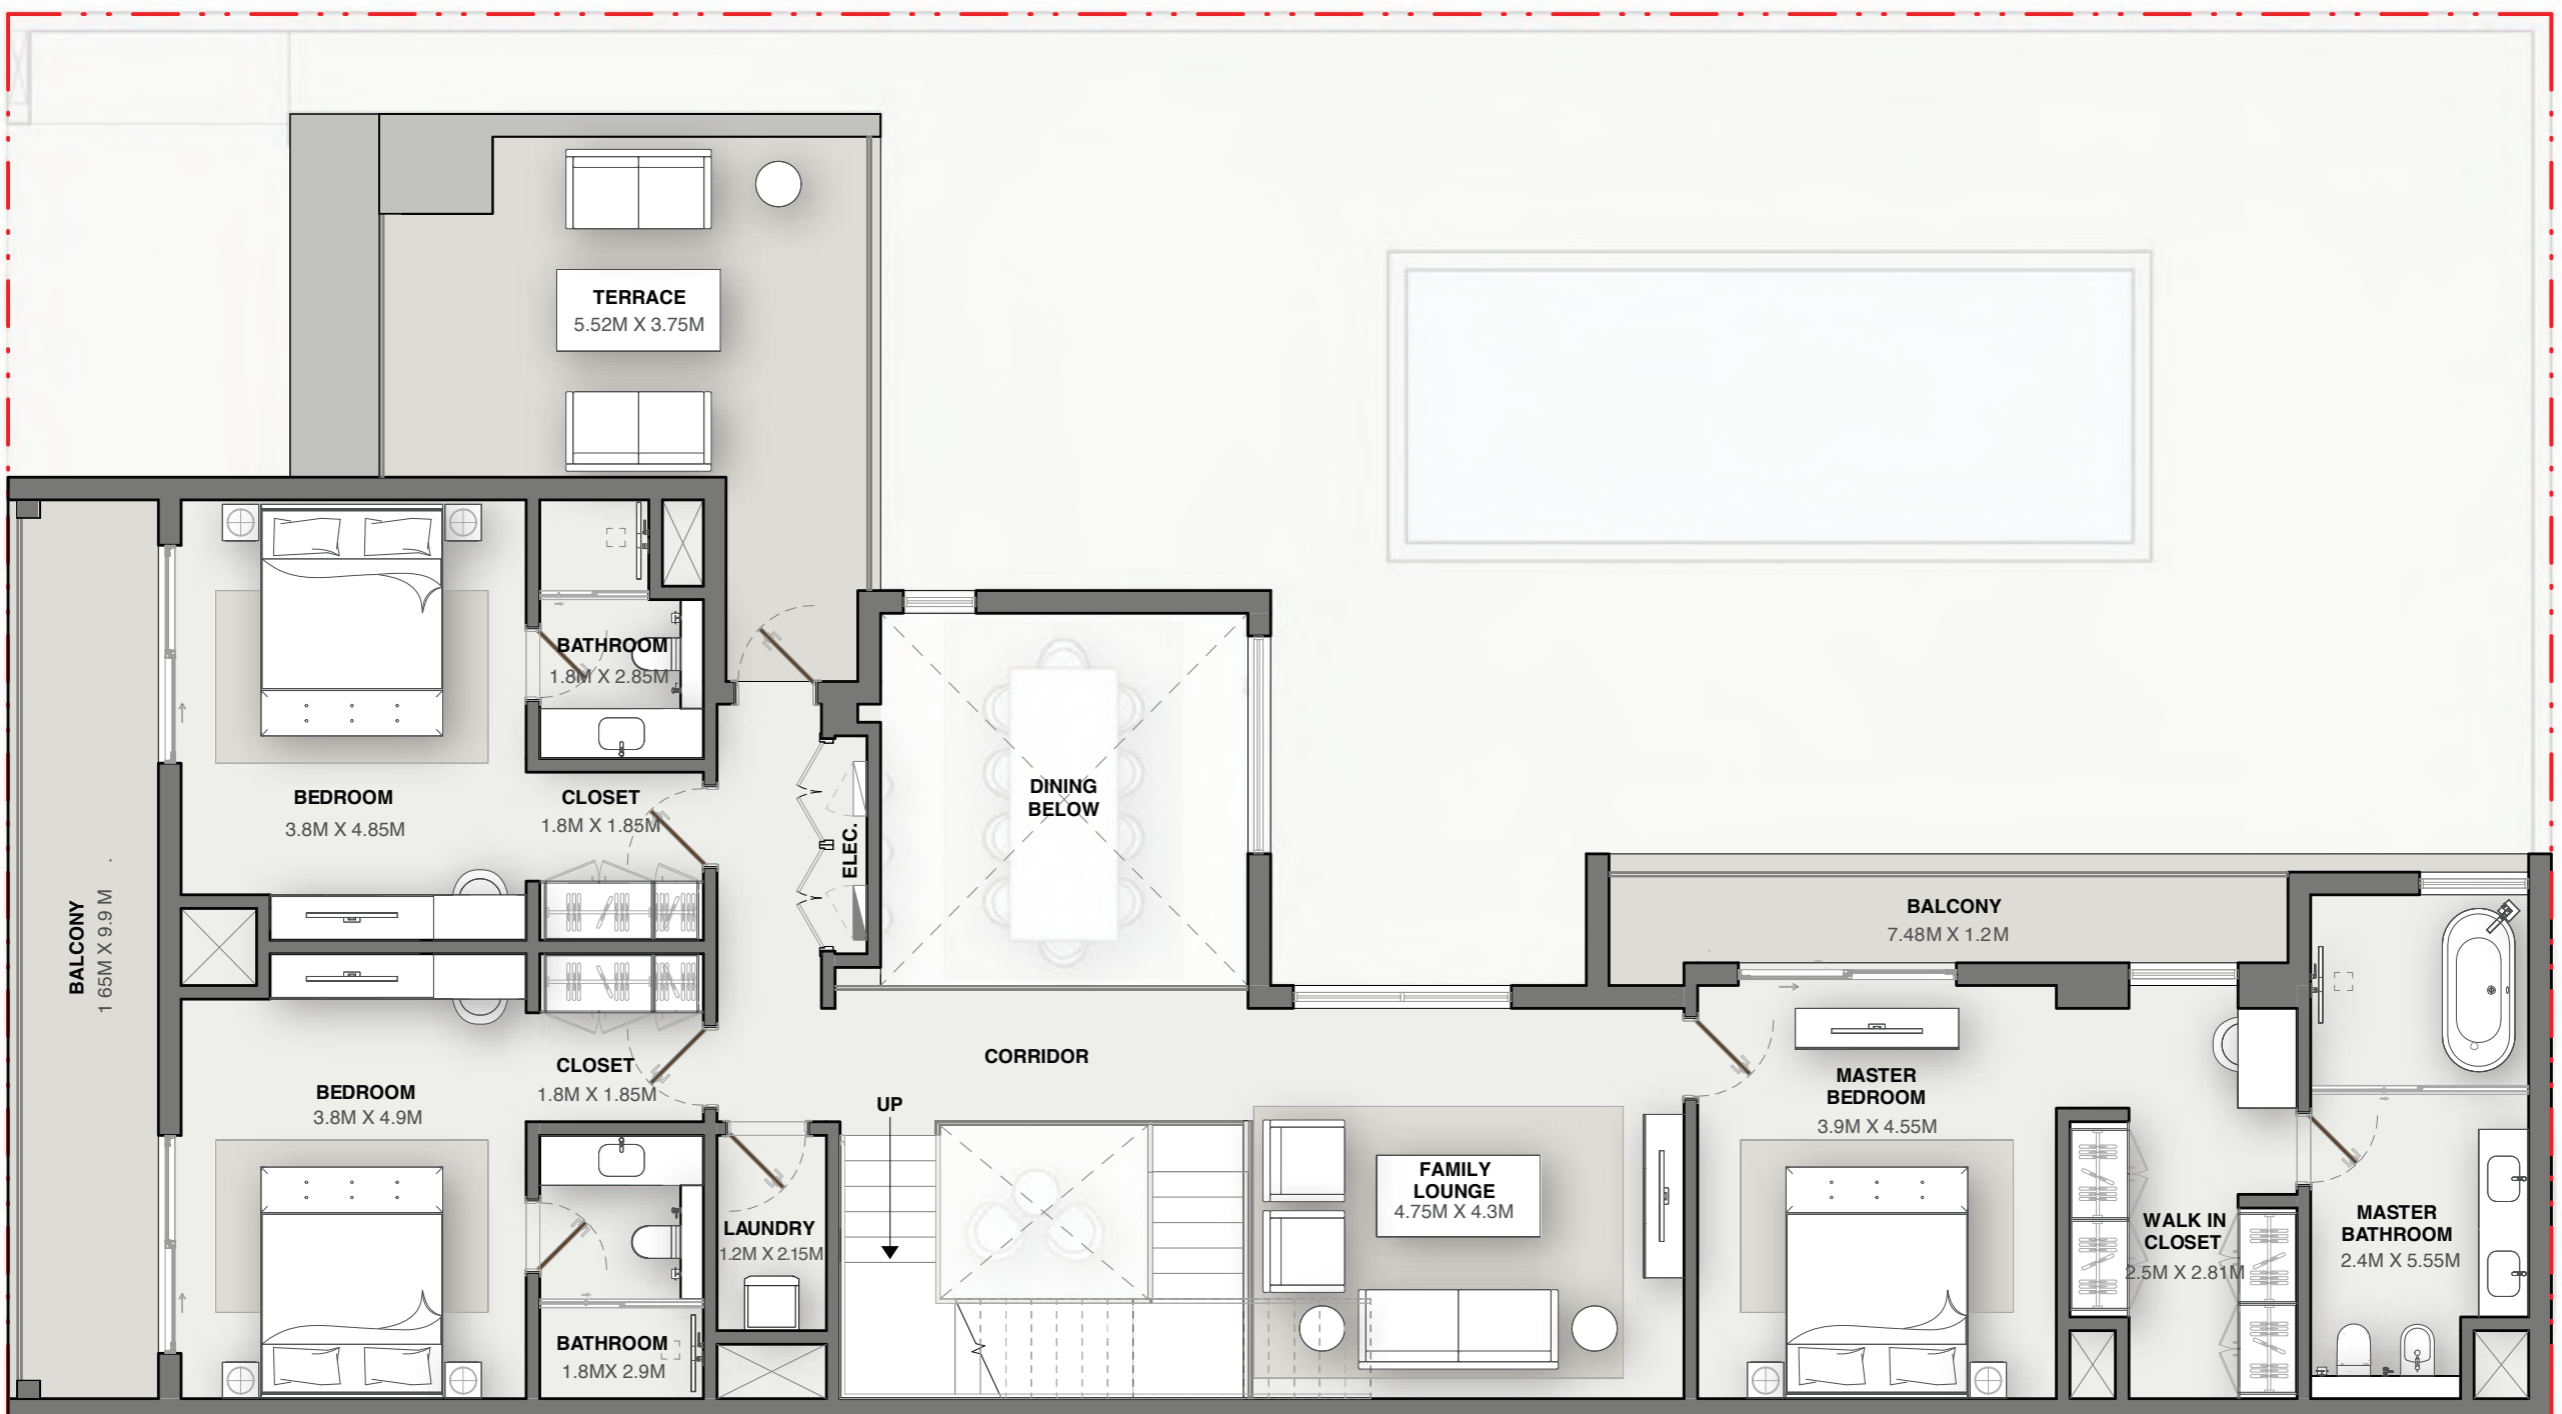 TERRACE
5.52M X 3.75M
BATHROOM
1.8M X 2.85M
BEDROOM
3.8M X 4.85M
CLOSET
1.8M X 1.85M
ELEC.
DINING
BELOW
BALCONY
1 65M X 9.9 M
BALCONY
7.48M X 1.2M
CORRIDOR
CLOSET
1.8M X 1.85M
BEDROOM
3.8M X 4.9M
UP
MASTER
BEDROOM
3.9M X 4.55M
FAMILY
LOUNGE
4.75M X 4.3M
LAUNDRY
1.2M X 2.15M
WALK IN
CLOSET
2.5M X 2.81M
MASTER
BATHROOM
2.4M X 5.55M
BATHROOM
1.8MX 2.9M